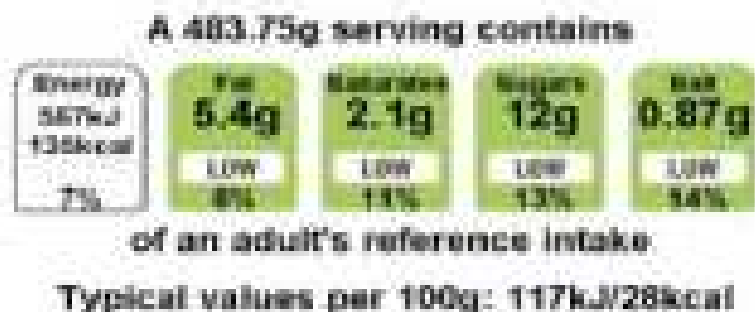 A 483.75g serving contains
Energy Fat Saturates Sugars Salt
567kJ 5.4g 2.1g 12g 0.87g
135kcal
LOW LOW LOW LOW
7% 8% 11% 13% 14%
of an adult's reference intake
Typical values per 100g: 117kJ/28kcal